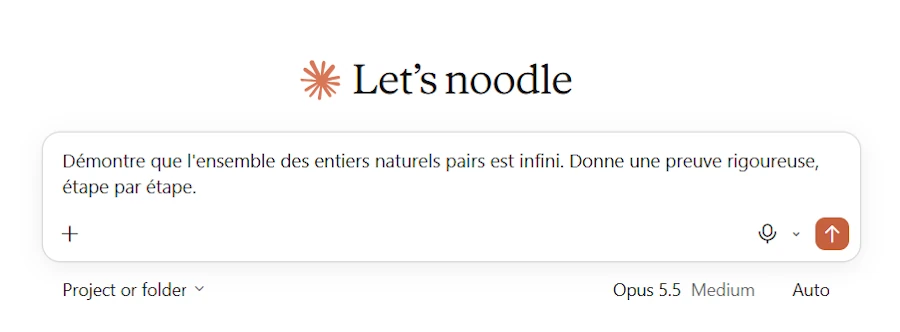 Let's noodle
Démontre que l'ensemble des entiers naturels pairs est infini. Donne une preuve rigoureuse,
étape par étape.
Project or folder
Opus 5.5 Medium Auto